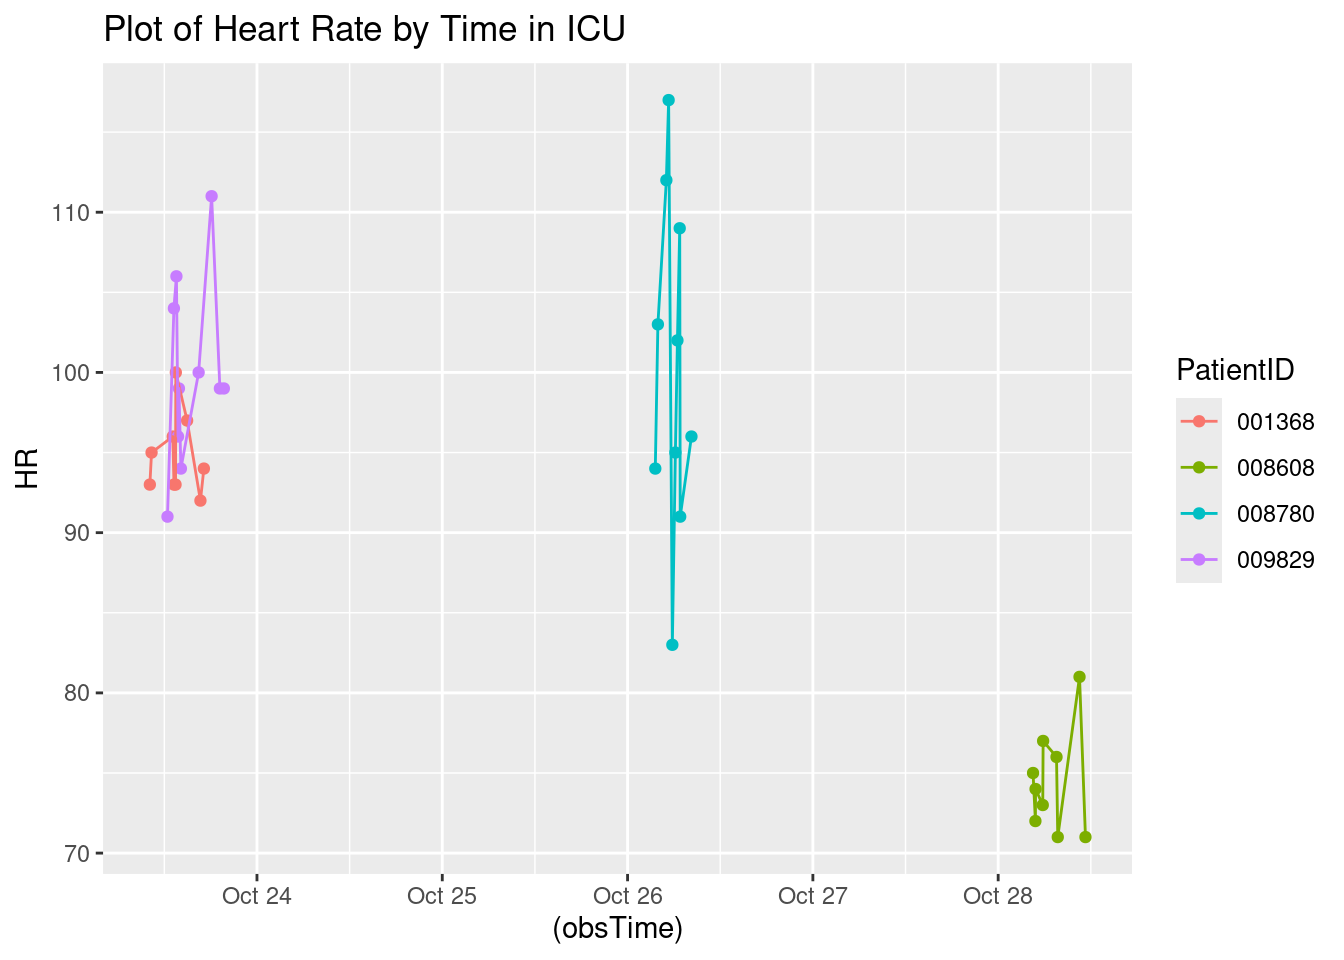 Plot of Heart Rate by Time in ICU
HR
110
100
90
80
70
Oct 24
Oct 25
Oct 26
Oct 27
Oct 28
(obsTime)
PatientID
001368
008608
008780
009829